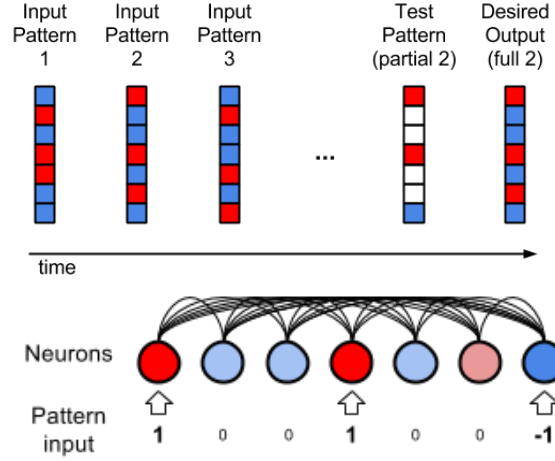 Input Pattern 1
Input Pattern 2
Input Pattern 3
...
Test Pattern (partial 2)
Desired Output (full 2)
time
Neurons
Pattern input
1 0 0 1 0 0 -1